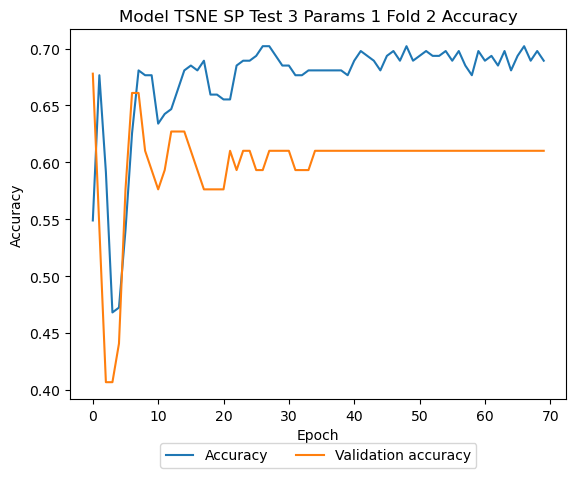 Model TSNE SP Test 3 Params 1 Fold 2 Accuracy
0.70
0.65
0.60
0.55
0.50
0.45
0.40
Accuracy
0 10 20 30 40 50 60 70
Epoch
Accuracy Validation accuracy